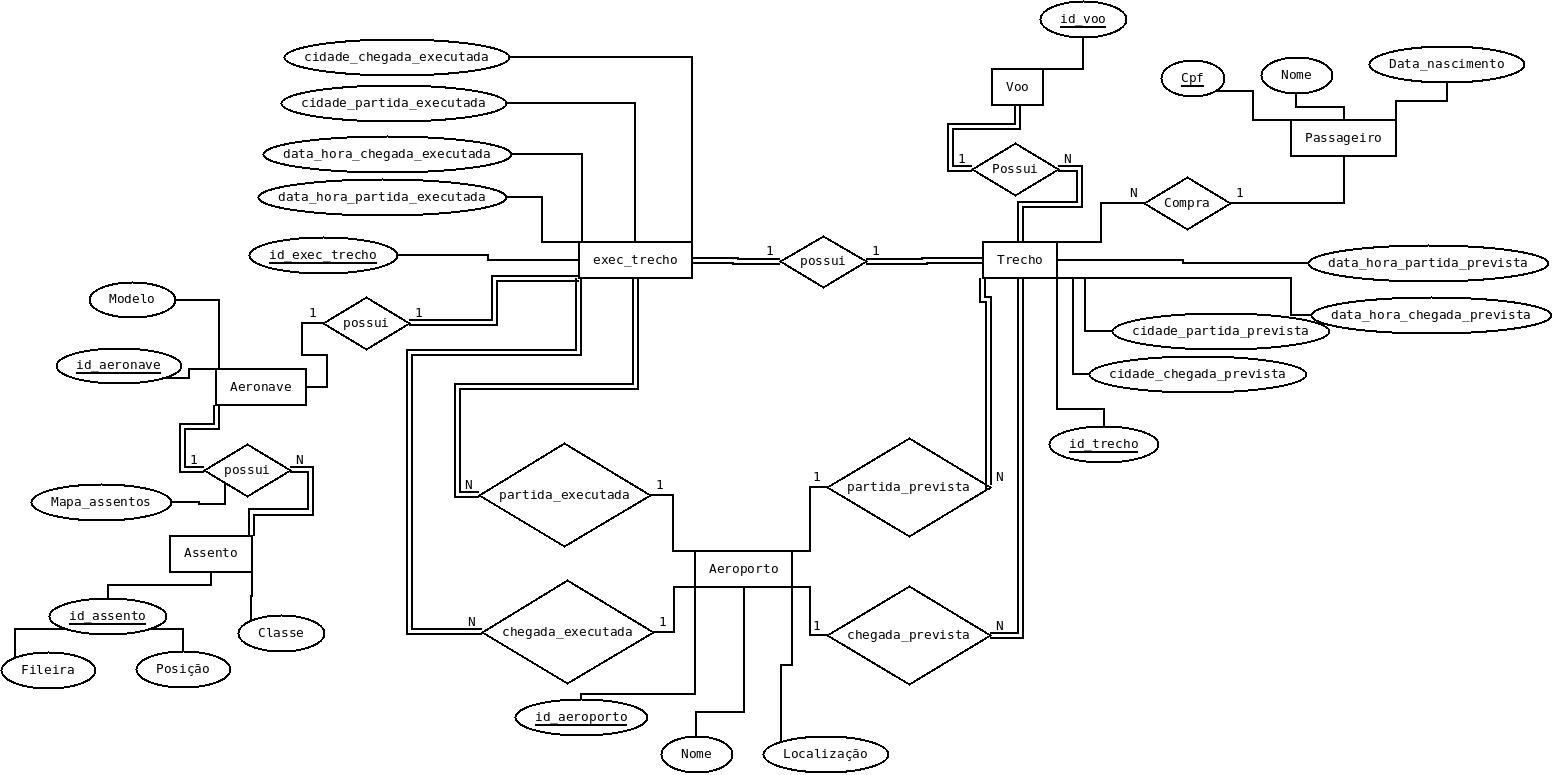 id_voo
cidade_chegada_executada
Cpf
Nome
Data_nascimento
Voo
cidade_partida_executada
Passageiro
data_hora_chegada_executada
1
Possui
N
data_hora_partida_executada
N
Compra
1
id_exec_trecho
exec_trecho
1
possui
1
Trecho
data_hora_partida_prevista
Modelo
1
possui
1
data_hora_chegada_prevista
cidade_partida_prevista
id_aeronave
Aeronave
cidade_chegada_prevista
id_trecho
1
possui
N
Mapa_assentos
N
partida_executada
1
1
partida_prevista
N
Assento
Aeroporto
id_assento
Classe
N
chegada_executada
1
1
chegada_prevista
N
Fileira
Posição
id_aeroporto
Nome
Localização